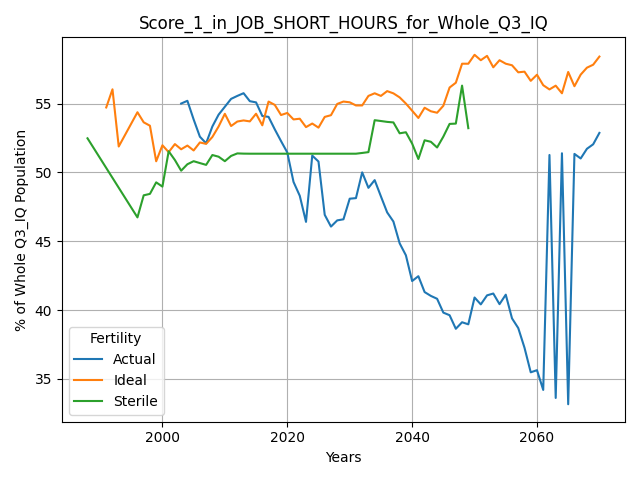 Score_1_in_JOB_SHORT_HOURS_for_Whole_Q3_IQ
% of Whole Q3_IQ Population
55
50
45
40
35
Fertility
Actual
Ideal
Sterile
2000 2020 2040 2060
Years